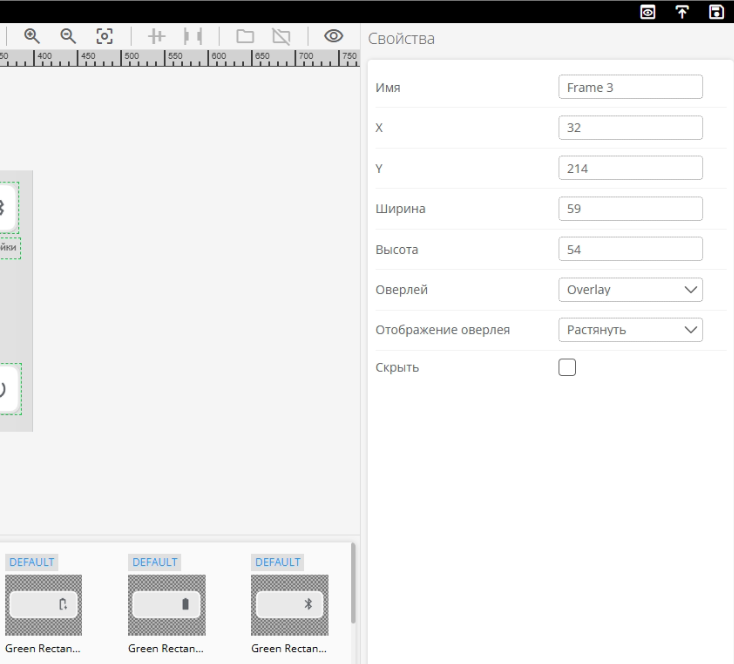 Свойства
50 400 450 500 550 600 650 700 750
Имя Frame 3
X 32
Y 214
Ширина 59
йки
Высота 54
Оверлей Overlay
Отображение оверлея Растянуть
Скрыть
DEFAULT DEFAULT DEFAULT
Green Rectan... Green Rectan... Green Rectan...